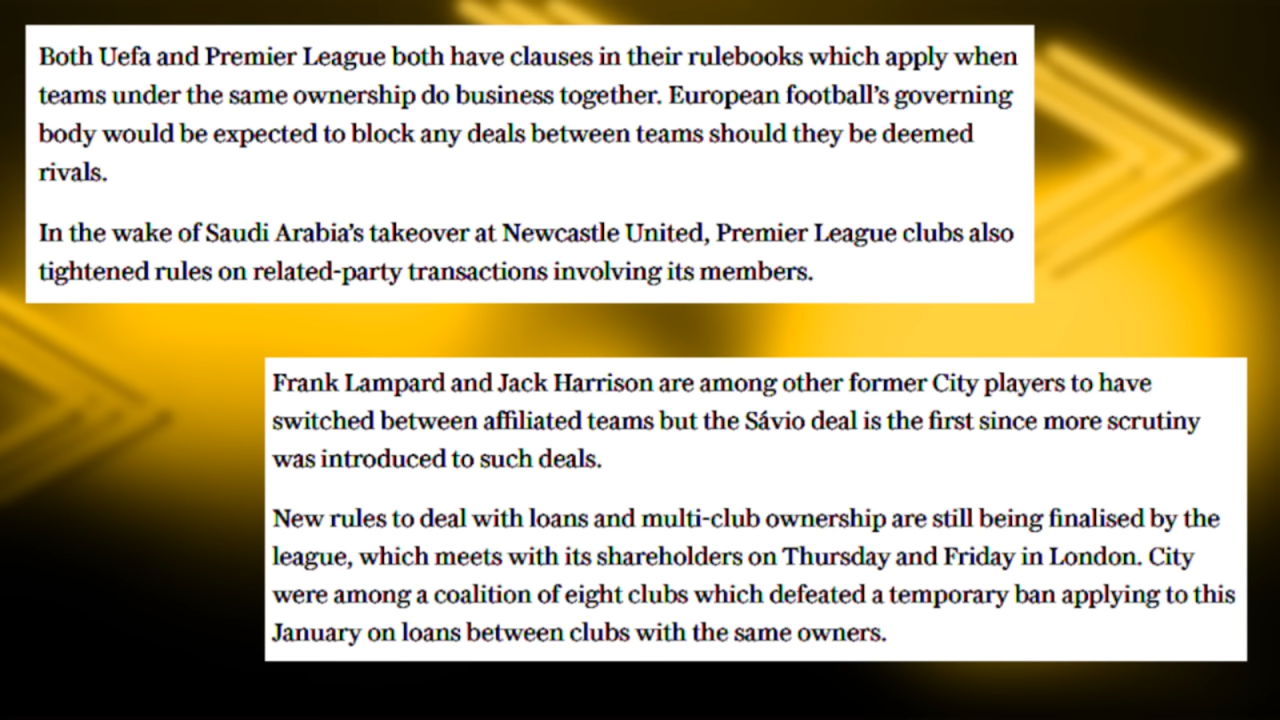 Both Uefa and Premier League both have clauses in their rulebooks which apply when
teams under the same ownership do business together. European football’s governing
body would be expected to block any deals between teams should they be deemed
rivals.
In the wake of Saudi Arabia’s takeover at Newcastle United, Premier League clubs also
tightened rules on related-party transactions involving its members.
Frank Lampard and Jack Harrison are among other former City players to have
switched between affiliated teams but the Sávio deal is the first since more scrutiny
was introduced to such deals.
New rules to deal with loans and multi-club ownership are still being finalised by the
league, which meets with its shareholders on Thursday and Friday in London. City
were among a coalition of eight clubs which defeated a temporary ban applying to this
January on loans between clubs with the same owners.